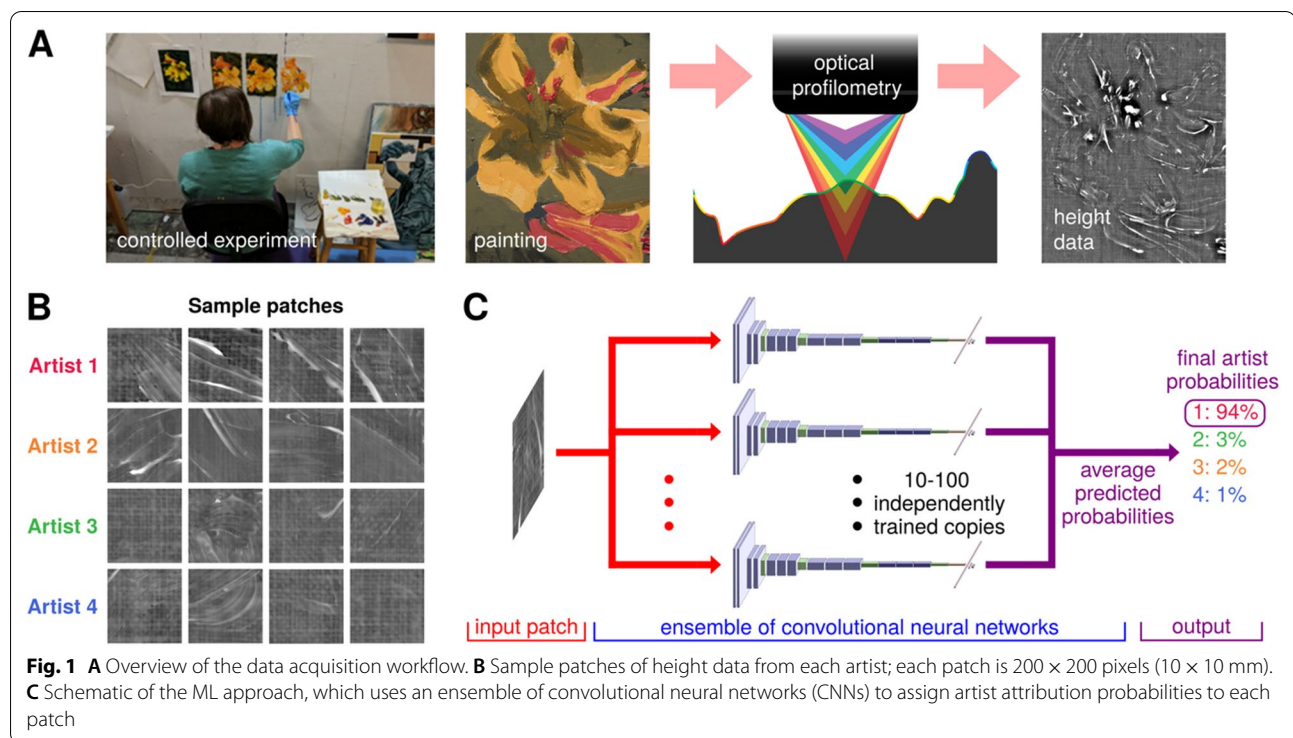 A
controlled experiment
painting
optical
profilometry
height
data
B
Sample patches
Artist 1
Artist 2
Artist 3
Artist 4
C
10-100
independently
trained copies
average
predicted
probabilities
final artist
probabilities
1: 94%
2: 3%
3: 2%
4: 1%
input patch
ensemble of convolutional neural networks
output
Fig. 1 A Overview of the data acquisition workflow. B Sample patches of height data from each artist; each patch is 200 × 200 pixels (10 × 10 mm).
C Schematic of the ML approach, which uses an ensemble of convolutional neural networks (CNNs) to assign artist attribution probabilities to each
patch